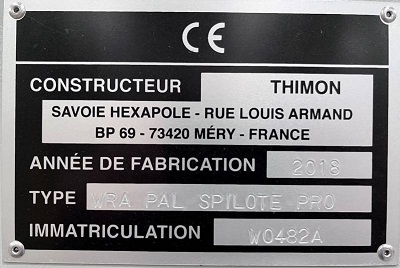 CE
CONSTRUCTEUR THIMON
SAVOIE HEXAPOLE - RUE LOUIS ARMAND
BP 69 - 73420 MÉRY - FRANCE
ANNÉE DE FABRICATION 2018
TYPE WRA PAL SPILOTE PRO
IMMATRICULATION W0482A